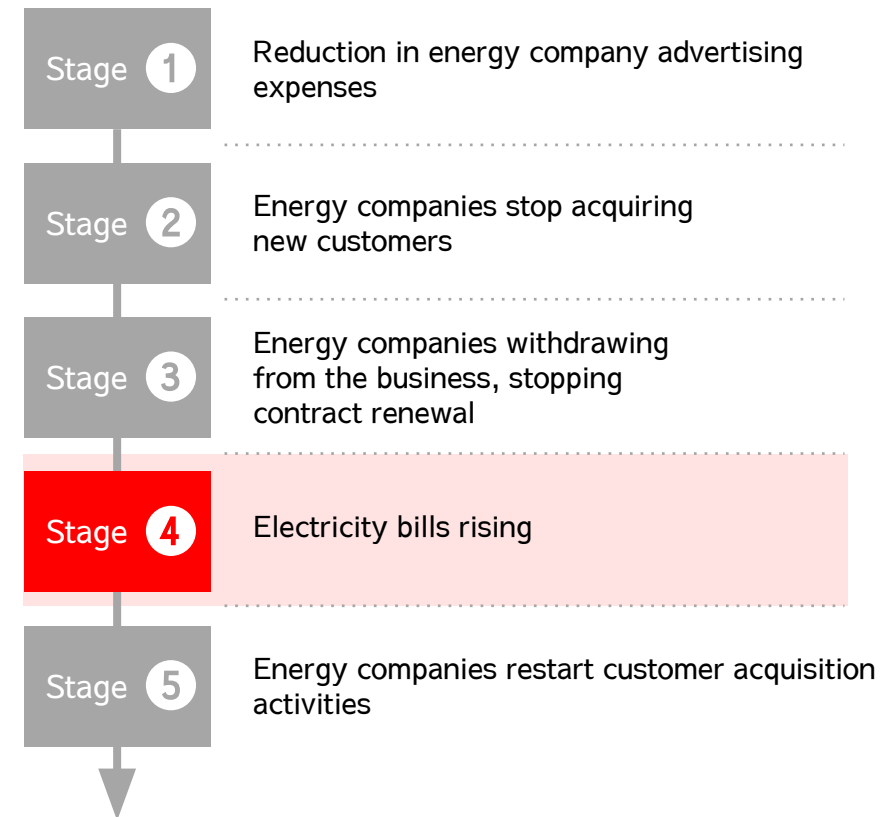 Stage 1
Reduction in energy company advertising
expenses
Stage 2
Energy companies stop acquiring
new customers
Stage 3
Energy companies withdrawing
from the business, stopping
contract renewal
Stage 4
Electricity bills rising
Stage 5
Energy companies restart customer acquisition
activities